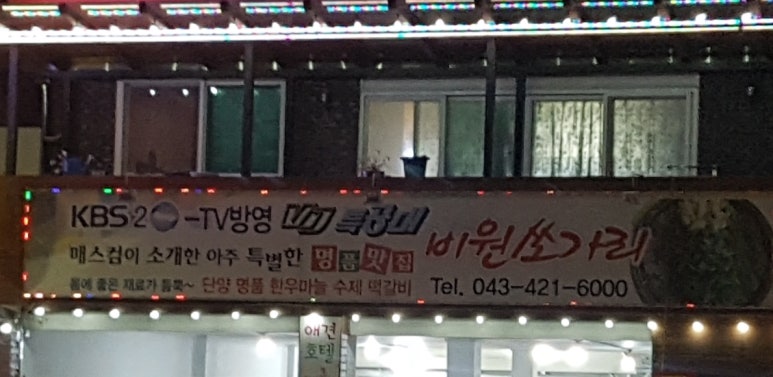 KBS 2 -TV방영 VJ 특공대
매스컴이 소개한 아주 특별한 명품맛집
몸에 좋은 재료가 듬뿍~ 단양 명품 한우마늘 수제 떡갈비
비원쏘가리
Tel. 043-421-6000
애견
호텔